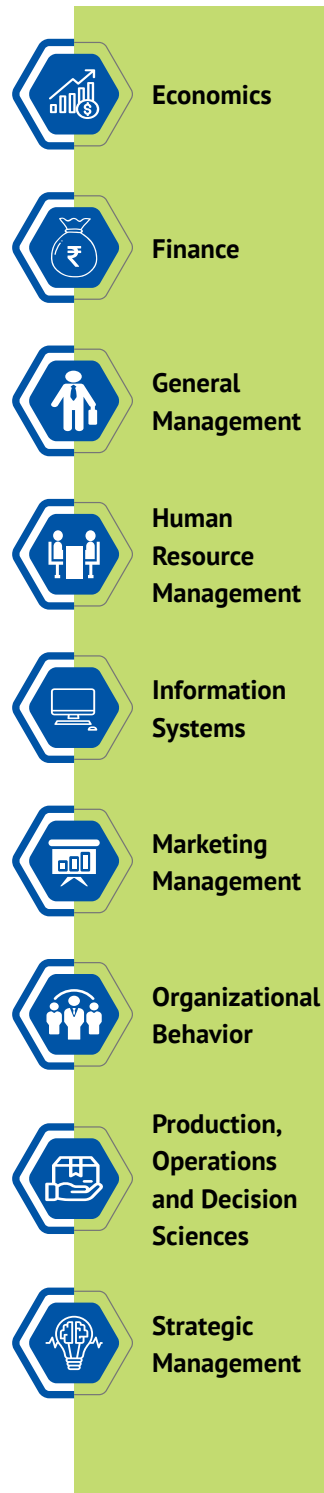 Economics
Finance
General
Management
Human
Resource
Management
Information
Systems
Marketing
Management
Organizational
Behavior
Production,
Operations
and Decision
Sciences
Strategic
Management